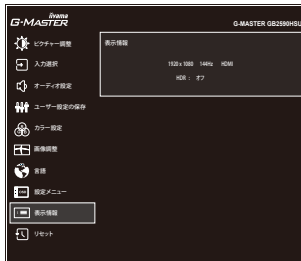 iiyama
G-MASTER
G-MASTER GB2590HSU
ピクチャー調整
表示情報
1920 x 1080 144Hz HDMI
HDR : オフ
入力選択
オーディオ設定
ユーザー設定の保存
カラー設定
画像調整
言語
OSD
設定メニュー
表示情報
リセット